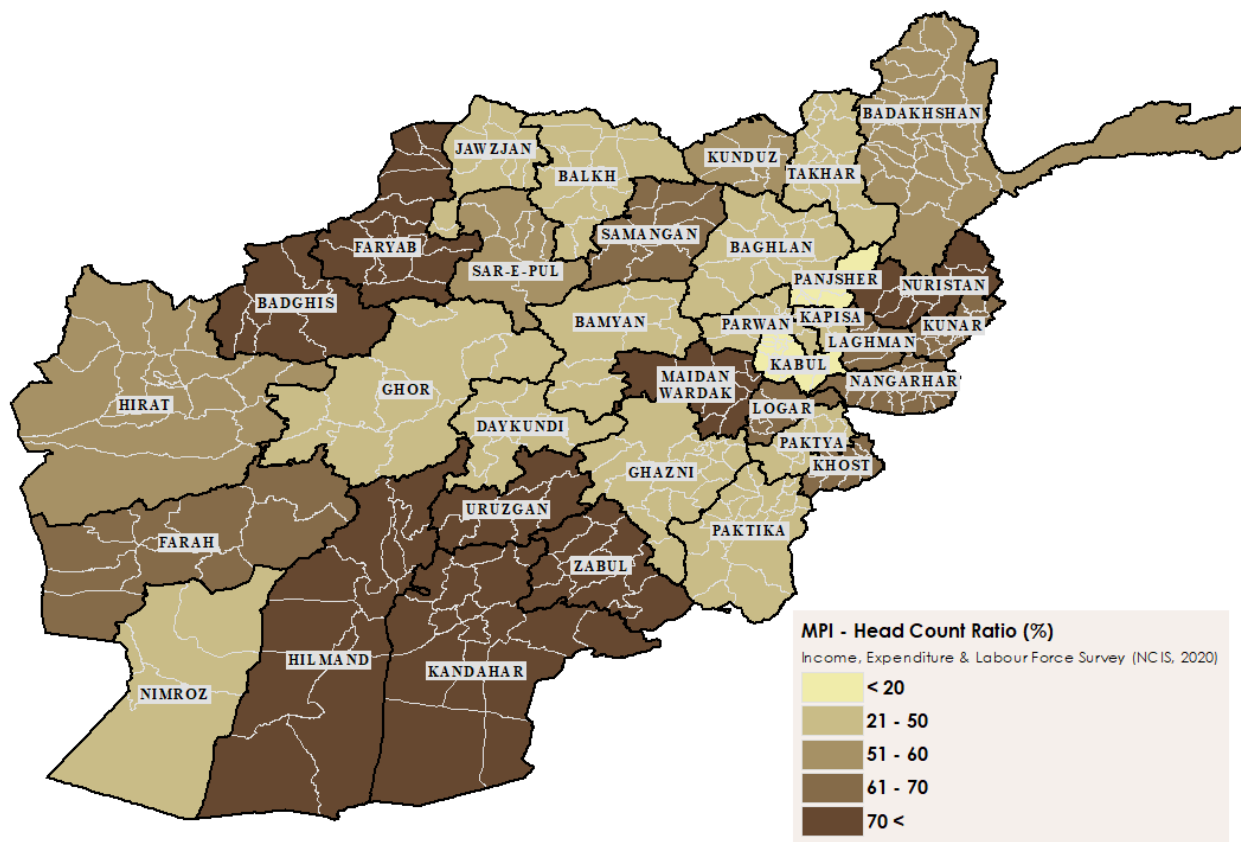 BADAKHSHAN
JAWZJAN
KUNDUZ
BALKH
TAKHAR
SAMANGAN
FARYAB
BAGHLAN
SAR-E-PUL
PANJSHER
NURISTAN
BADGHIS
KAPISA
BAMYAN
PARWAN
KUNAR
LAGHMAN
KABUL
MAIDAN
WARDAK
NANGARHAR
GHOR
HIRAT
LOGAR
DAYKUNDI
PAKTYA
KHOST
GHAZNI
URUZGAN
PAKTIKA
FARAH
ZABUL
HILMAND
KANDAHAR
NIMROZ
MPI - Head Count Ratio (%)
Income, Expenditure & Labour Force Survey (NCIS, 2020)
< 20
21 - 50
51 - 60
61 - 70
70 <